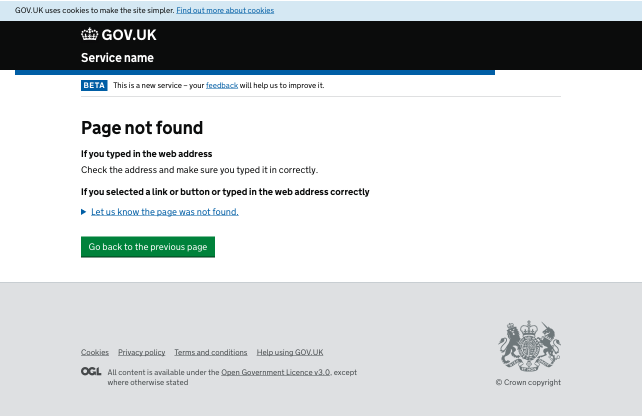 GOV.UK uses cookies to make the site simpler. Find out more about cookies
GOV.UK
Service name
BETA This is a new service – your feedback will help us to improve it.
Page not found
If you typed in the web address
Check the address and make sure you typed it in correctly.
If you selected a link or button or typed in the web address correctly
Let us know the page was not found.
Go back to the previous page
Cookies Privacy policy Terms and conditions Help using GOV.UK
OGL All content is available under the Open Government Licence v3.0, except
where otherwise stated
© Crown copyright